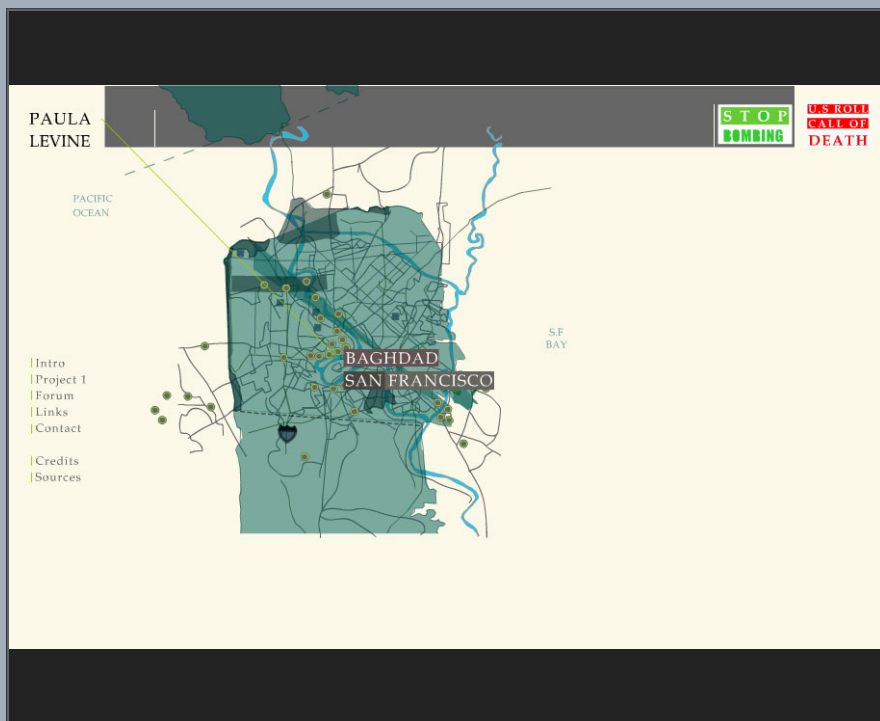 PAULA
LEVINE
STOP
BOMBING
U.S ROLL
CALL OF
DEATH
PACIFIC
OCEAN
S.F
BAY
BAGHDAD
SAN FRANCISCO
Intro
Project 1
Forum
Links
Contact
Credits
Sources